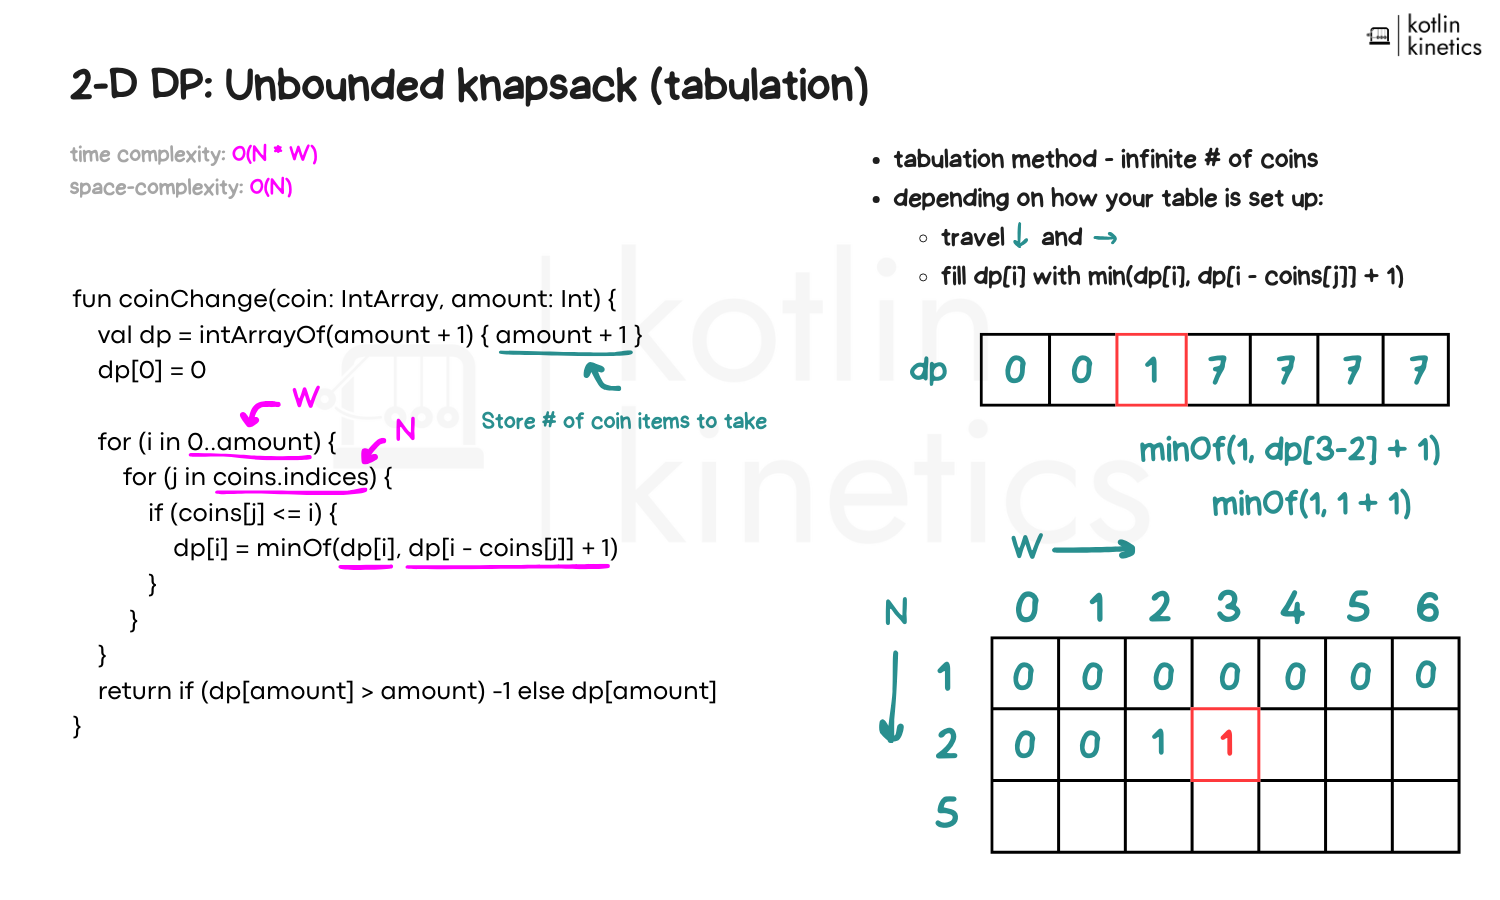 kotlin
kinetics
2-D DP: Unbounded knapsack (tabulation)
time complexity: O(N * W)
space-complexity: O(N)
• tabulation method - infinite # of coins
• depending on how your table is set up:
○ travel ↓ and →
○ fill dp[i] with min(dp[i], dp[i - coins[j]] + 1)
fun coinChange(coin: IntArray, amount: Int) {
val dp = intArrayOf(amount + 1) { amount + 1 }
dp[0] = 0
W
N
Store # of coin items to take
for (i in 0..amount) {
for (j in coins.indices) {
if (coins[j] <= i) {
dp[i] = minOf(dp[i], dp[i - coins[j]] + 1)
}
}
}
return if (dp[amount] > amount) -1 else dp[amount]
}
dp 0 0 1 7 7 7 7
minOf(1, dp[3-2] + 1)
minOf(1, 1 + 1)
W
N 0 1 2 3 4 5 6
1 0 0 0 0 0 0 0
2 0 0 1 1
5
kotlin
kinetics